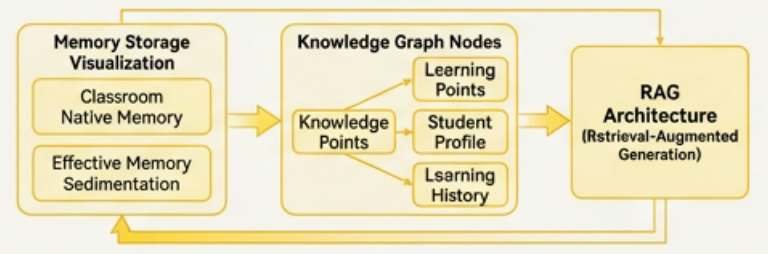 Memory Storage
Visualization
Classroom
Native Memory
Effective Memory
Sedimentation
Knowledge Graph Nodes
Knowledge
Points
Learning
Points
Student
Profile
Lsarning
History
RAG
Architecture
(Rstrieval-Augmented
Generation)